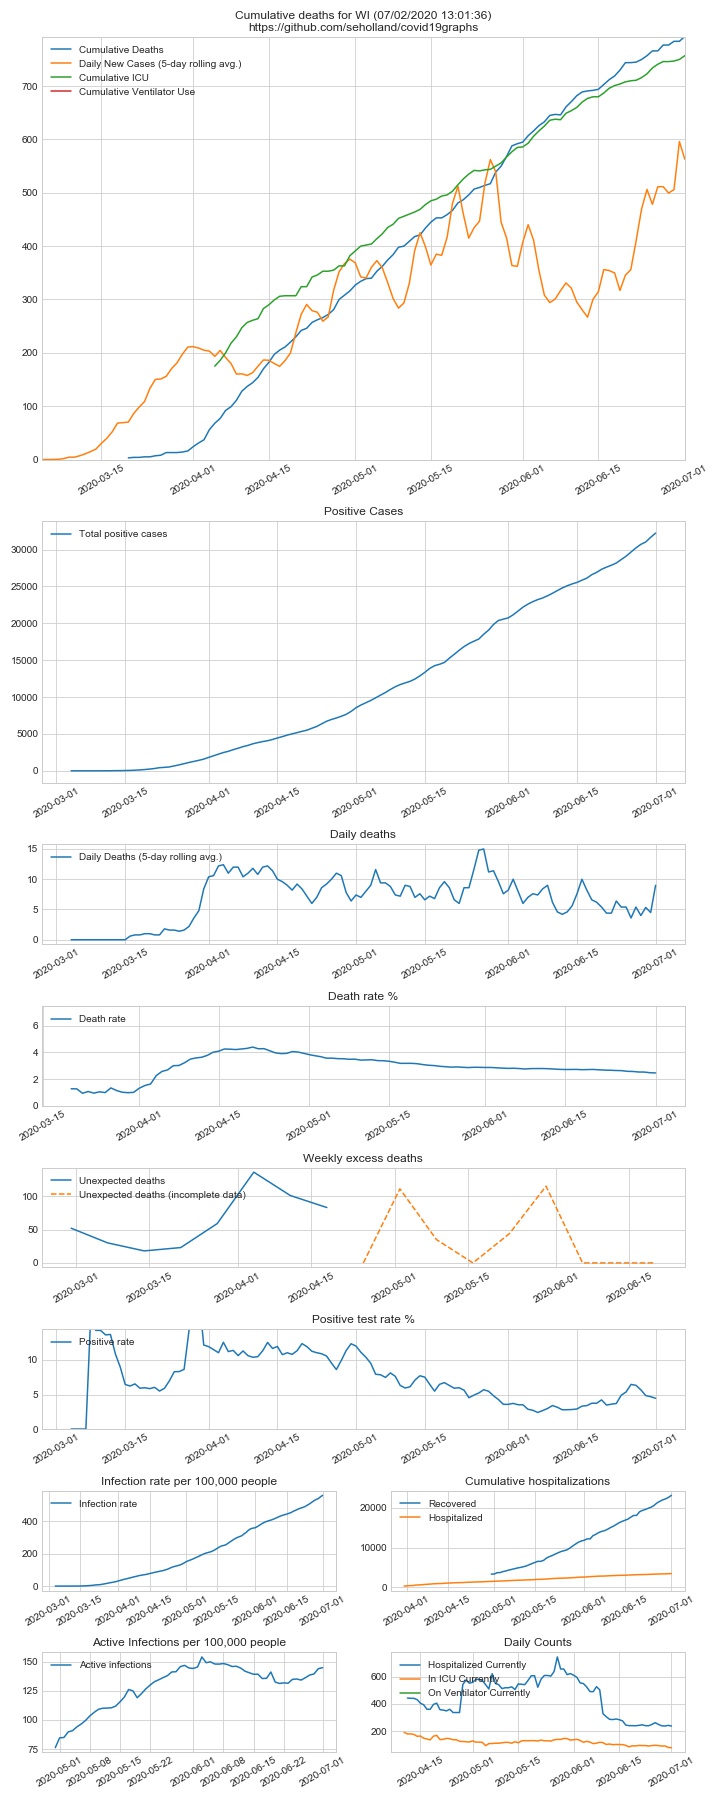 Cumulative deaths for WI (07/02/2020 13:01:36)
https://github.com/seholland/covid19graphs
Cumulative Deaths
Daily New Cases (5-day rolling avg.)
Cumulative ICU
Cumulative Ventilator Use
700
600
500
400
300
200
100
0
2020-03-15 2020-04-01 2020-04-15 2020-05-01 2020-05-15 2020-06-01 2020-06-15 2020-07-01
Positive Cases
Total positive cases
30000
25000
20000
15000
10000
5000
0
2020-03-01 2020-03-15 2020-04-01 2020-04-15 2020-05-01 2020-05-15 2020-06-01 2020-06-15 2020-07-01
Daily deaths
Daily Deaths (5-day rolling avg.)
15
10
5
0
2020-03-01 2020-03-15 2020-04-01 2020-04-15 2020-05-01 2020-05-15 2020-06-01 2020-06-15 2020-07-01
Death rate %
Death rate
6
4
2
0
2020-03-15 2020-04-01 2020-04-15 2020-05-01 2020-05-15 2020-06-01 2020-06-15 2020-07-01
Weekly excess deaths
Unexpected deaths
Unexpected deaths (incomplete data)
100
50
0
2020-03-01 2020-03-15 2020-04-01 2020-04-15 2020-05-01 2020-05-15 2020-06-01 2020-06-15
Positive test rate %
Positive rate
10
5
0
2020-03-01 2020-03-15 2020-04-01 2020-04-15 2020-05-01 2020-05-15 2020-06-01 2020-06-15 2020-07-01
Infection rate per 100,000 people
Infection rate
400
200
0
2020-03-01 2020-03-15 2020-04-01 2020-04-15 2020-05-01 2020-05-15 2020-06-01 2020-06-15 2020-07-01
Cumulative hospitalizations
Recovered
Hospitalized
20000
10000
0
2020-04-01 2020-04-15 2020-05-01 2020-05-15 2020-06-01 2020-06-15 2020-07-01
Active Infections per 100,000 people
Active infections
150
125
100
75
2020-05-01 2020-05-08 2020-05-15 2020-05-22 2020-06-01 2020-06-08 2020-06-15 2020-06-22 2020-07-01
Daily Counts
Hospitalized Currently
In ICU Currently
On Ventilator Currently
600
400
200
2020-04-15 2020-05-01 2020-05-15 2020-06-01 2020-06-15 2020-07-01